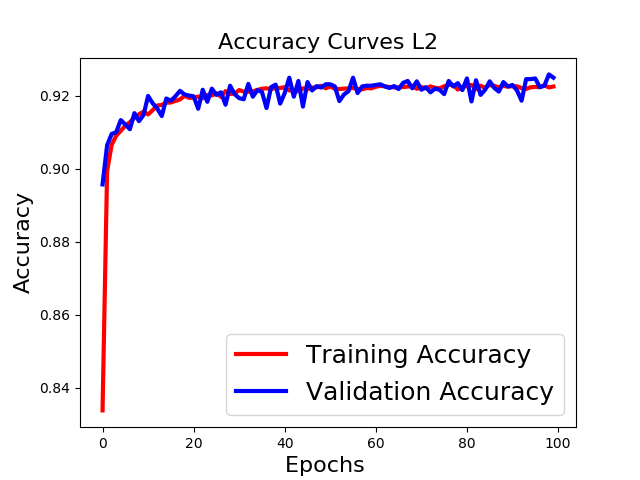 Accuracy Curves L2
Accuracy
0.92
0.90
0.88
0.86
0.84
Training Accuracy
Validation Accuracy
0 20 40 60 80 100
Epochs